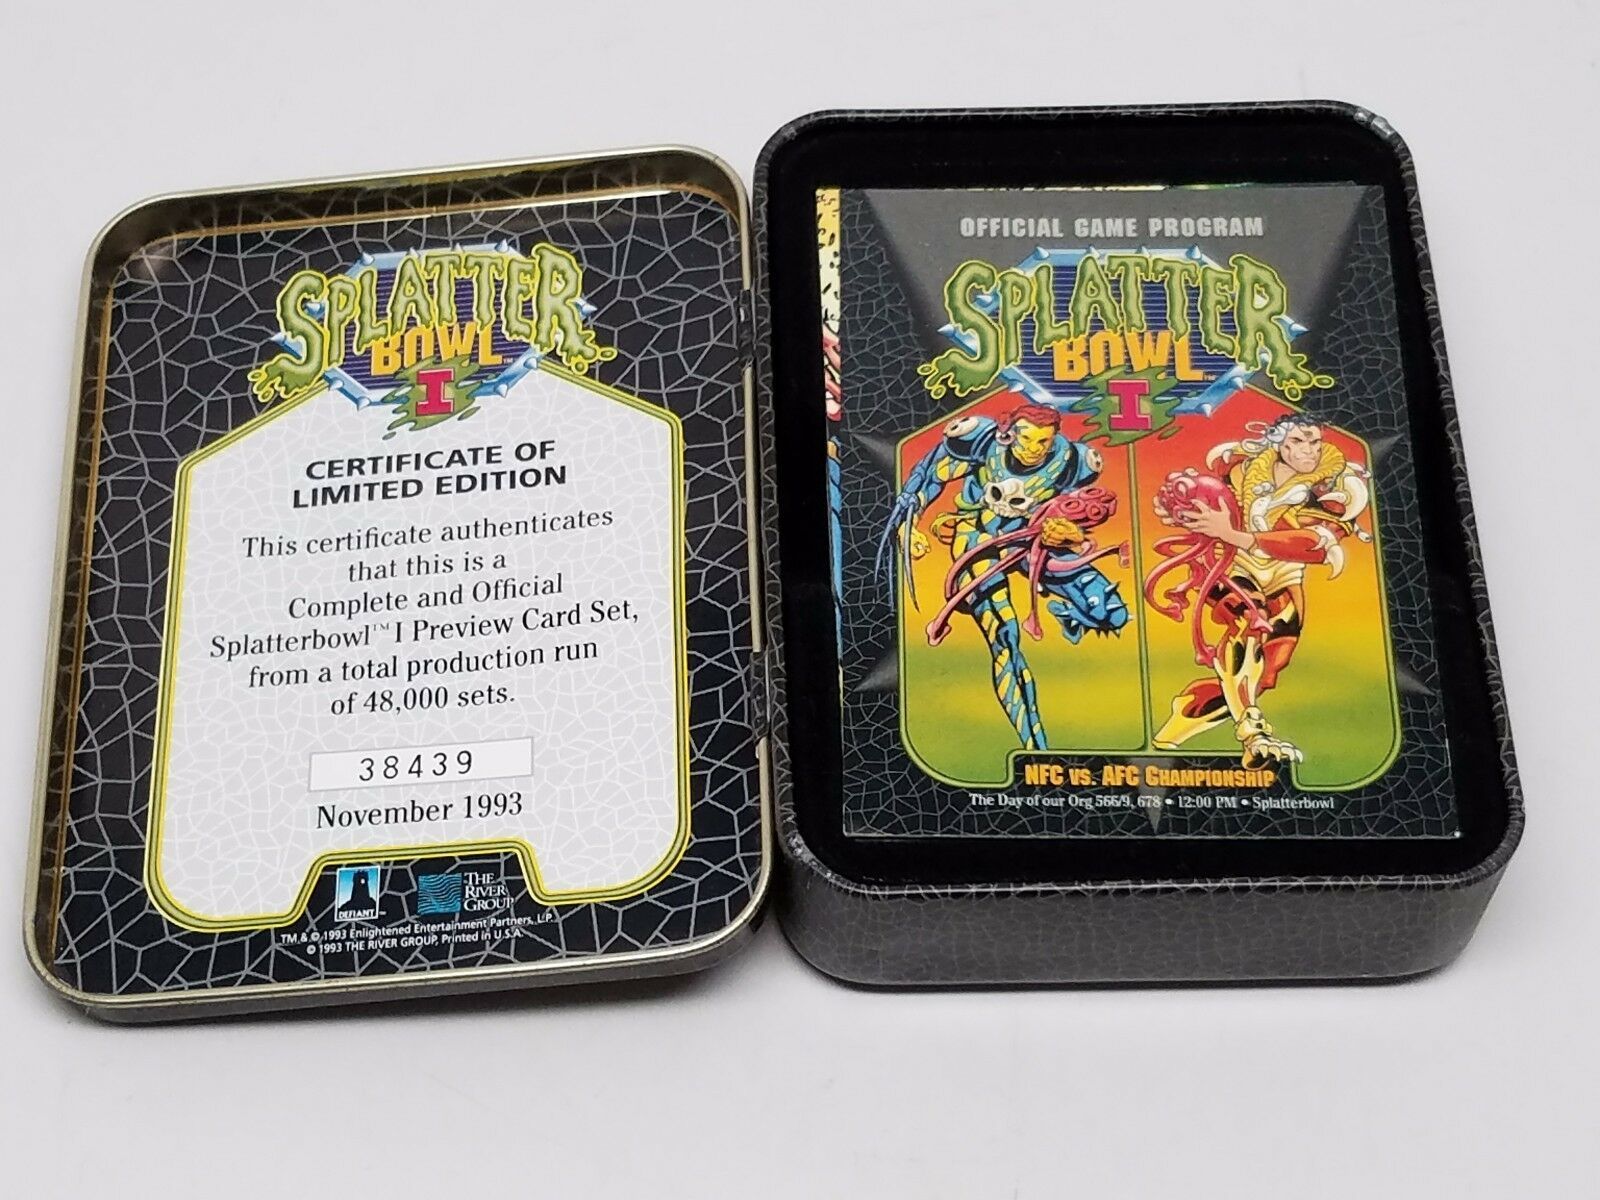 SPLATTER
BOWL™
I
CERTIFICATE OF
LIMITED EDITION
This certificate authenticates
that this is a
Complete and Official
Splatterbowl™ I Preview Card Set,
from a total production run
of 48,000 sets.
38439
November 1993
DEFIANT™
THE
RIVER
GROUP
TM & © 1993 Enlightened Entertainment Partners, L.P.
© 1993 THE RIVER GROUP, Printed in U.S.A.
OFFICIAL GAME PROGRAM
SPLATTER
BOWL™
I
NFC VS. AFC CHAMPIONSHIP
The Day of our Org 566/9, 678 • 12:00 PM • Splatterbowl